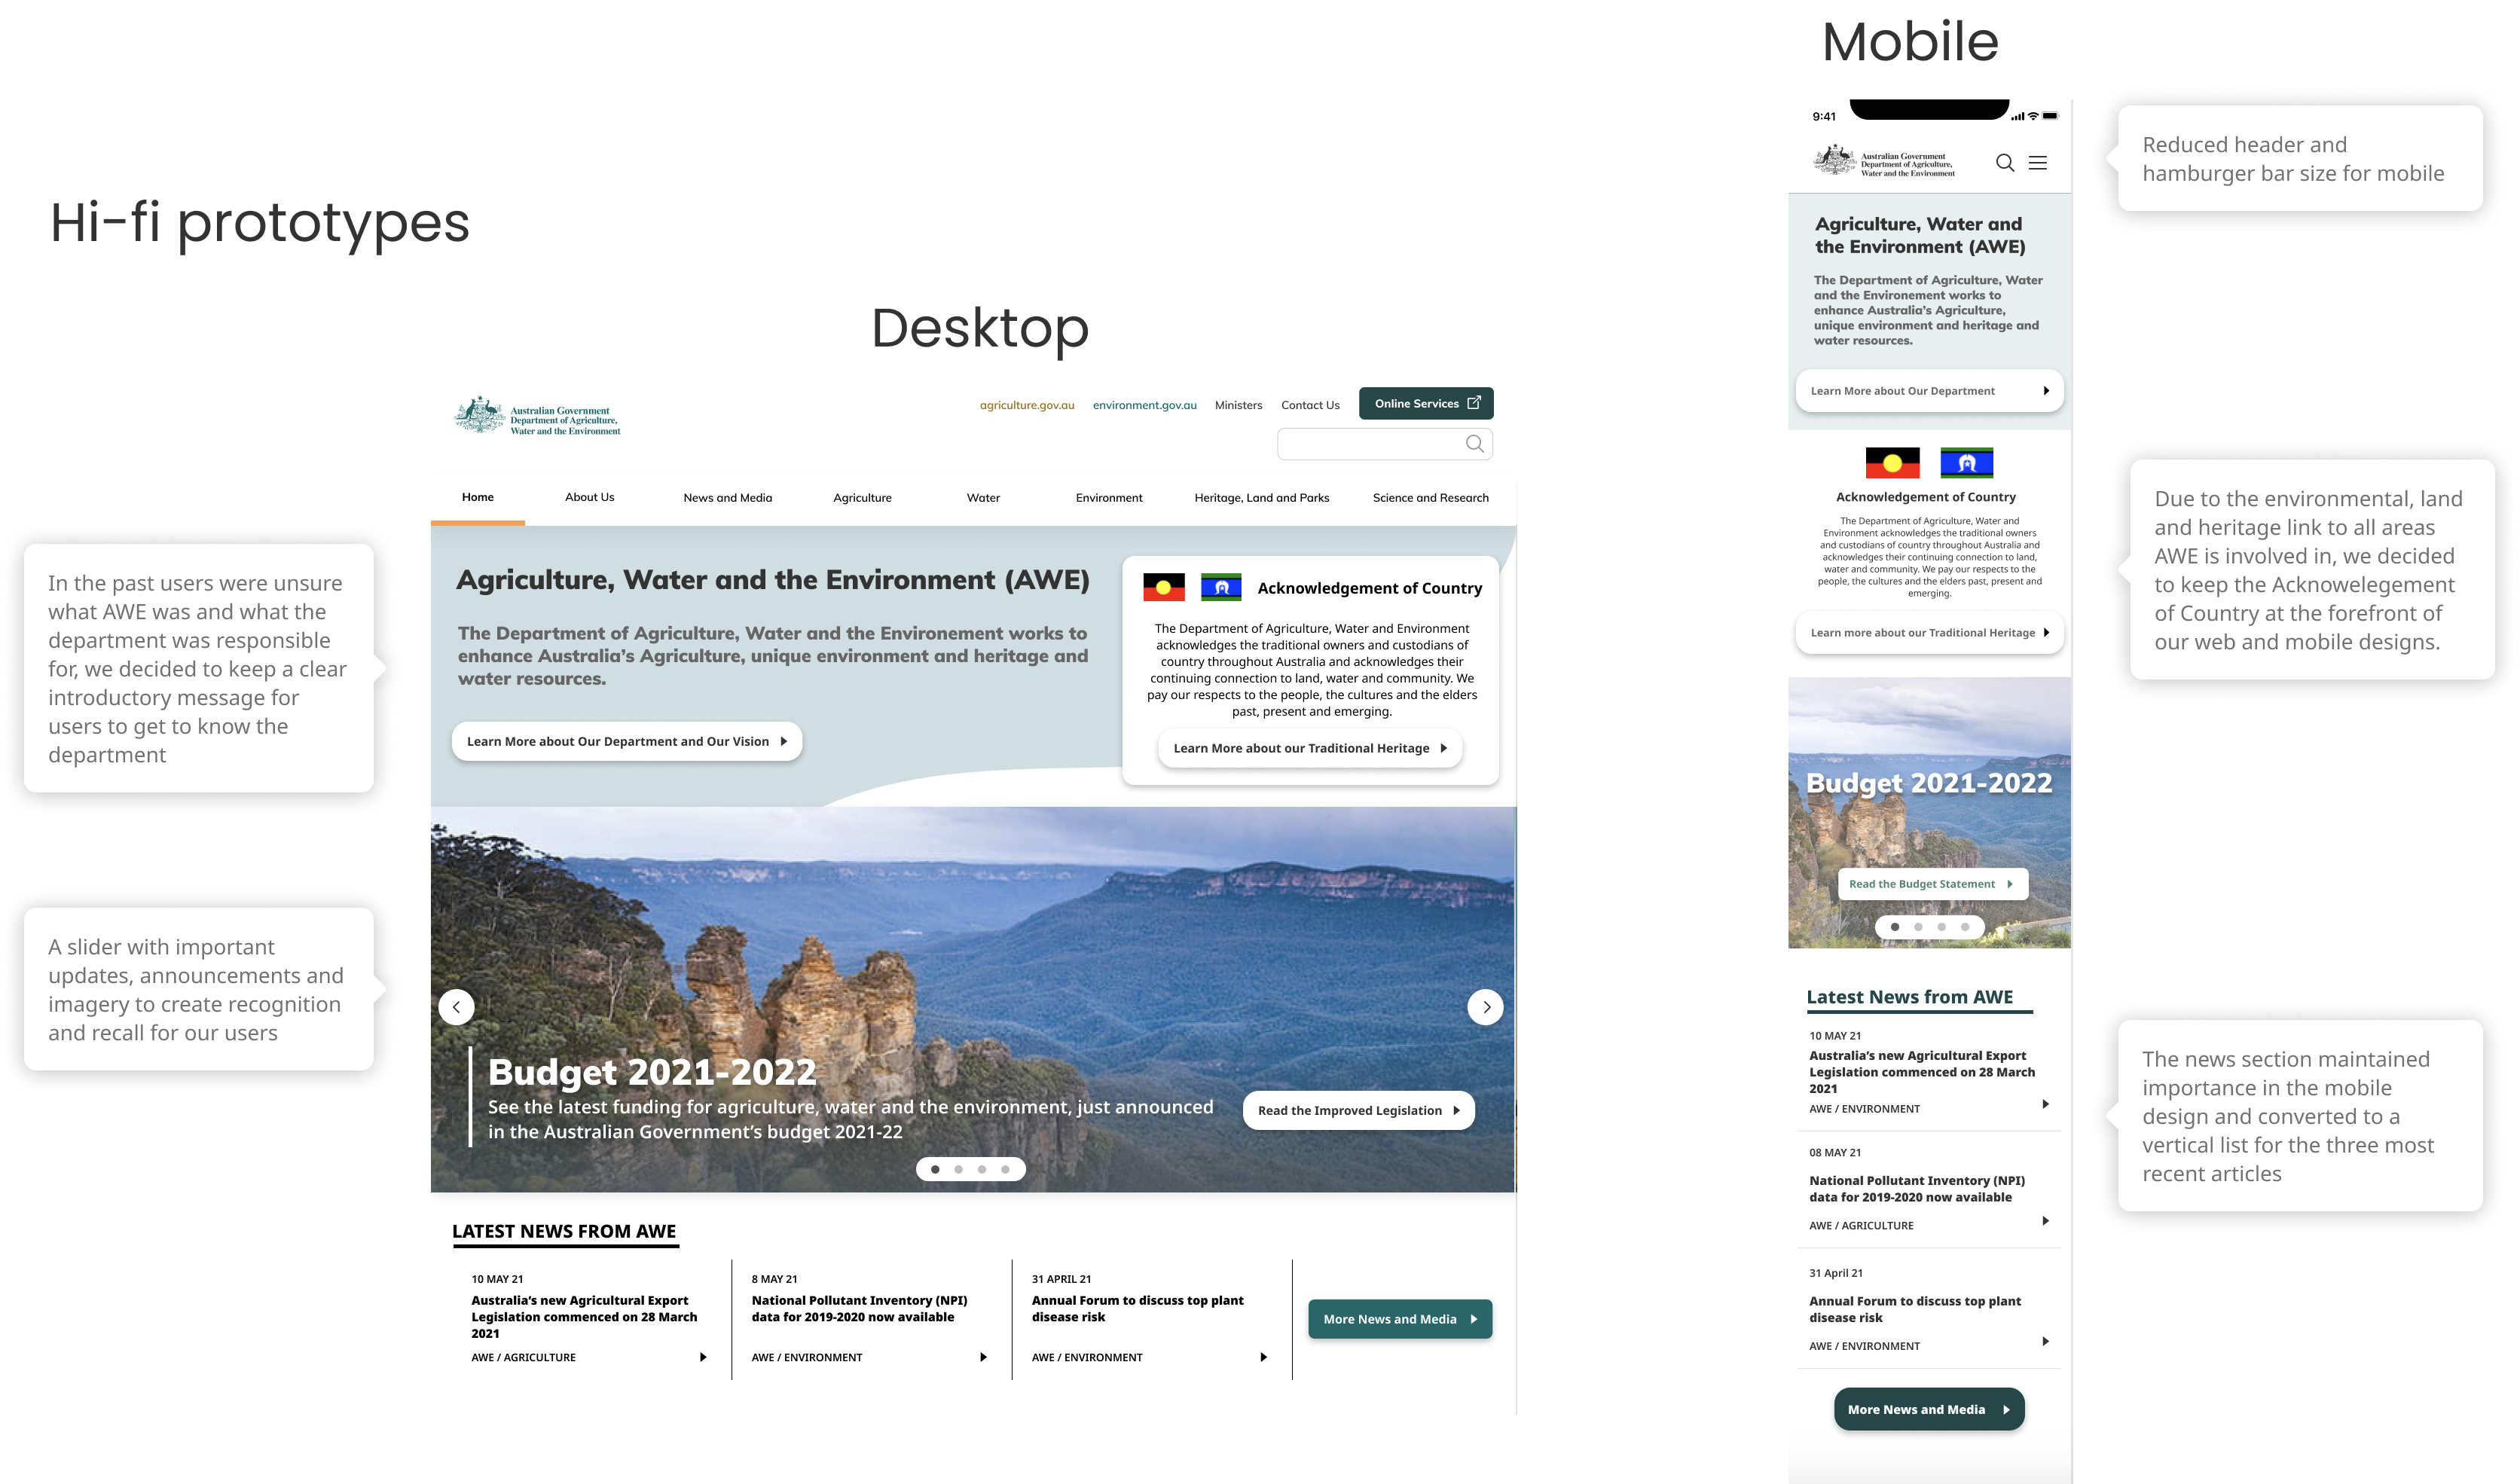 Hi-fi prototypes
Desktop
In the past users were unsure
what AWE was and what the
department was responsible
for, we decided to keep a clear
introductory message for
users to get to know the
department
A slider with important
updates, announcements and
imagery to create recognition
and recall for our users
Australian Government
Department of Agriculture,
Water and the Environment
agriculture.gov.au
environment.gov.au
Ministers
Contact Us
Online Services
Home
About Us
News and Media
Agriculture
Water
Environment
Heritage, Land and Parks
Science and Research
Agriculture, Water and the Environment (AWE)
The Department of Agriculture, Water and the Environement works to
enhance Australia's Agriculture, unique environment and heritage and
water resources.
Learn More about Our Department and Our Vision
Acknowledgement of Country
The Department of Agriculture, Water and Environment
acknowledges the traditional owners and custodians of
country throughout Australia and acknowledges their
continuing connection to land, water and community. We
pay our respects to the people, the cultures and the elders
past, present and emerging.
Learn More about our Traditional Heritage
Budget 2021-2022
See the latest funding for agriculture, water and the environment, just announced
in the Australian Government's budget 2021-22
Read the Improved Legislation
LATEST NEWS FROM AWE
10 MAY 21
Australia's new Agricultural Export
Legislation commenced on 28 March
2021
AWE / AGRICULTURE
8 MAY 21
National Pollutant Inventory (NPI)
data for 2019-2020 now available
AWE / ENVIRONMENT
31 APRIL 21
Annual Forum to discuss top plant
disease risk
AWE / ENVIRONMENT
More News and Media
Mobile
9:41
Australian Government
Department of Agriculture,
Water and the Environment
Agriculture, Water and
the Environment (AWE)
The Department of Agriculture, Water
and the Environement works to
enhance Australia's Agriculture,
unique environment and heritage and
water resources.
Learn More about Our Department
Acknowledgement of Country
The Department of Agriculture, Water and
Environment acknowledges the traditional owners
and custodians of country throughout Australia and
acknowledges their continuing connection to land,
water and community. We pay our respects to the
people, the cultures and the elders past, present and
emerging.
Learn more about our Traditional Heritage
Budget 2021-2022
Read the Budget Statement
Latest News from AWE
10 MAY 21
Australia's new Agricultural Export
Legislation commenced on 28 March
2021
AWE / ENVIRONMENT
08 MAY 21
National Pollutant Inventory (NPI)
data for 2019-2020 now available
AWE / AGRICULTURE
31 April 21
Annual Forum to discuss top plant
disease risk
AWE / ENVIRONMENT
More News and Media
Reduced header and
hamburger bar size for mobile
Due to the environmental, land
and heritage link to all areas
AWE is involved in, we decided
to keep the Acknowelegement
of Country at the forefront of
our web and mobile designs.
The news section maintained
importance in the mobile
design and converted to a
vertical list for the three most
recent articles